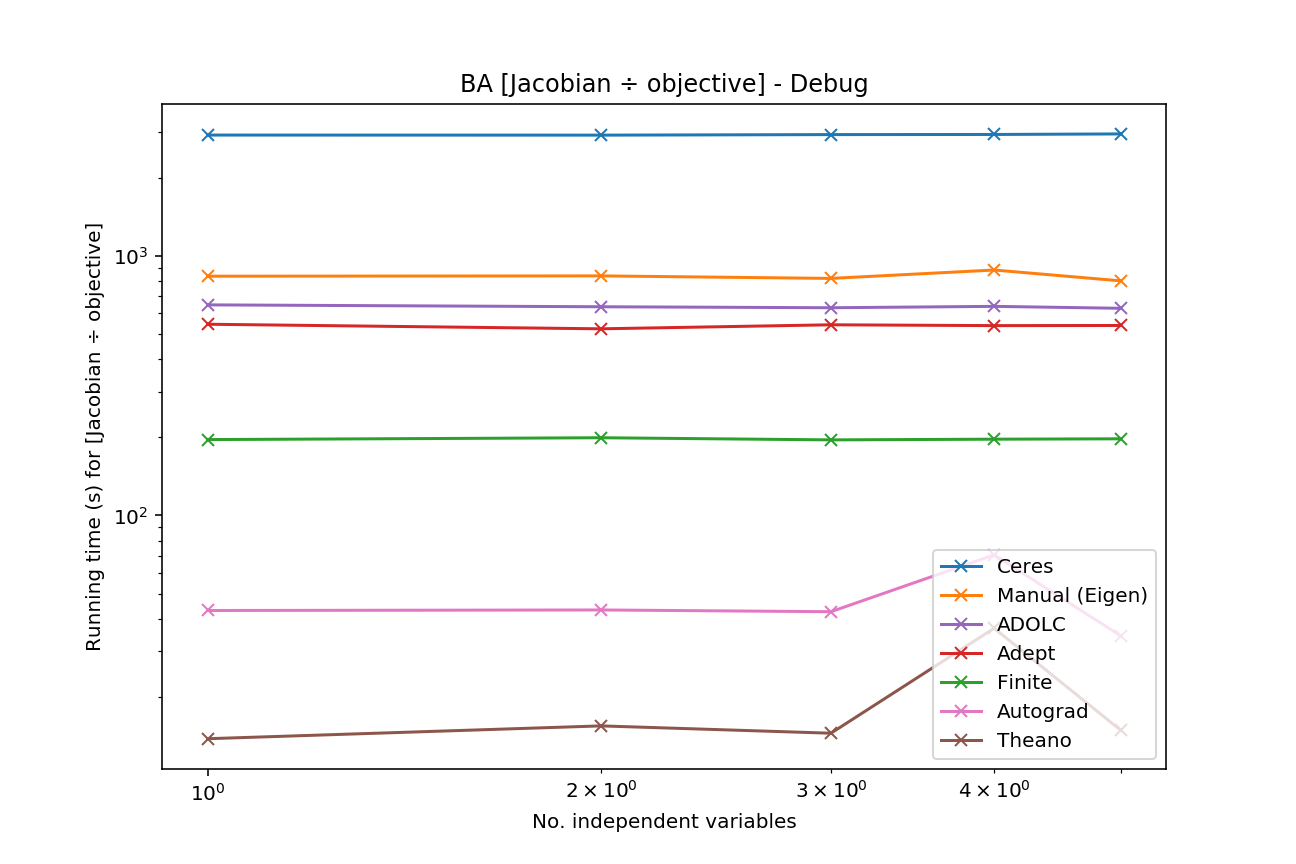 BA [Jacobian ÷ objective] - Debug
Running time (s) for [Jacobian ÷ objective]
10³
10²
Ceres
Manual (Eigen)
ADOLC
Adept
Finite
Autograd
Theano
10⁰
2 × 10⁰
3 × 10⁰
4 × 10⁰
No. independent variables